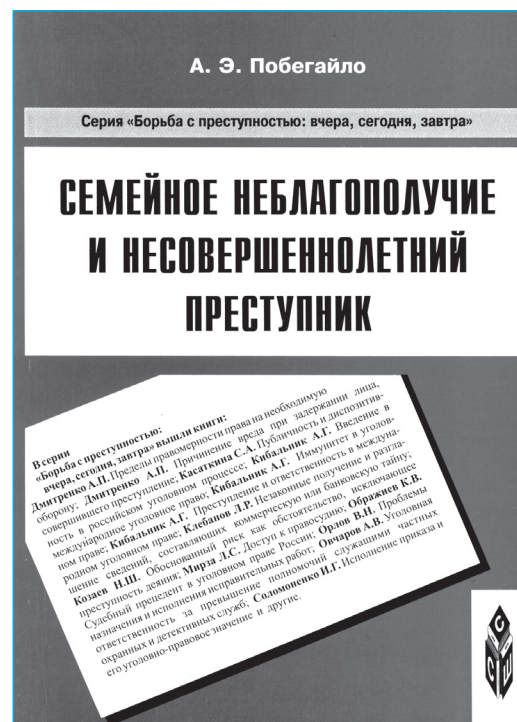 А. Э. Побегайло
Серия «Борьба с преступностью: вчера, сегодня, завтра»
СЕМЕЙНОЕ НЕБЛАГОПОЛУЧИЕ
И НЕСОВЕРШЕННОЛЕТНИЙ
ПРЕСТУПНИК
В серии
«Борьба с преступностью:
вчера, сегодня, завтра» вышли книги:
Дмитренко А.П. Пределы правомерности права на необходимую
оборону; Дмитренко А.П. Причинение вреда при задержании лица,
совершившего преступление; Касаткина С.А. Публичность и диспозитив-
ность в российском уголовном процессе; Кибальник А.Г. Введение в
международное уголовное право; Кибальник А.Г. Иммунитет в уголов-
ном праве; Кибальник А.Г. Преступление и ответственность в междуна-
родном уголовном праве; Клебанов Л.Р. Незаконные получение и разгла-
шение сведений, составляющих коммерческую или банковскую тайну;
Козаев Н.Ш. Обоснованный риск как обстоятельство, исключающее
преступность деяния; Мирза Л.С. Доступ к правосудию; Ображиев К.В.
Судебный прецедент в уголовном праве России; Орлов В.Н. Проблемы
назначения и исполнения исправительных работ; Овчаров А.В. Уголовная
ответственность за превышение полномочий служащими частных
охранных и детективных служб; Соломоненко И.Г. Исполнение приказа и
его уголовно-правовое значение и другие.